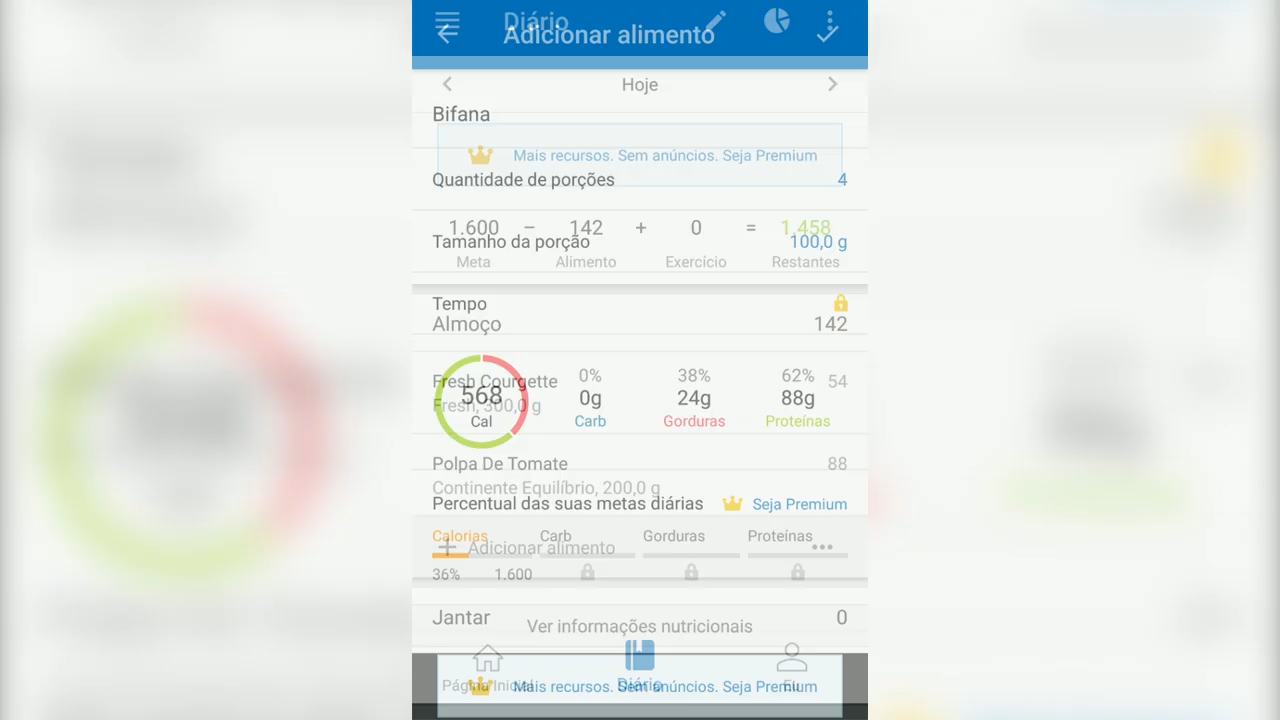 Diário
Adicionar alimento
Hoje
Bifana
Mais recursos. Sem anúncios. Seja Premium
Quantidade de porções 4
1.600 − 142 + 0 = 1.458
Tamanho da porção 100,0 g
Meta Alimento Exercício Restantes
Tempo
Almoço 142
0% 38% 62%
Fresh Courgette 54
568 0g 24g 88g
Fresh, 300,0 g
Cal Carb Gorduras Proteínas
Polpa De Tomate 88
Continente Equilíbrio, 200,0 g
Percentual das suas metas diárias Seja Premium
Calorias Carb Gorduras Proteínas
+ Adicionar alimento
36% 1.600
Jantar 0
Ver informações nutricionais
Página Inicial Diário Eu
Mais recursos. Sem anúncios. Seja Premium